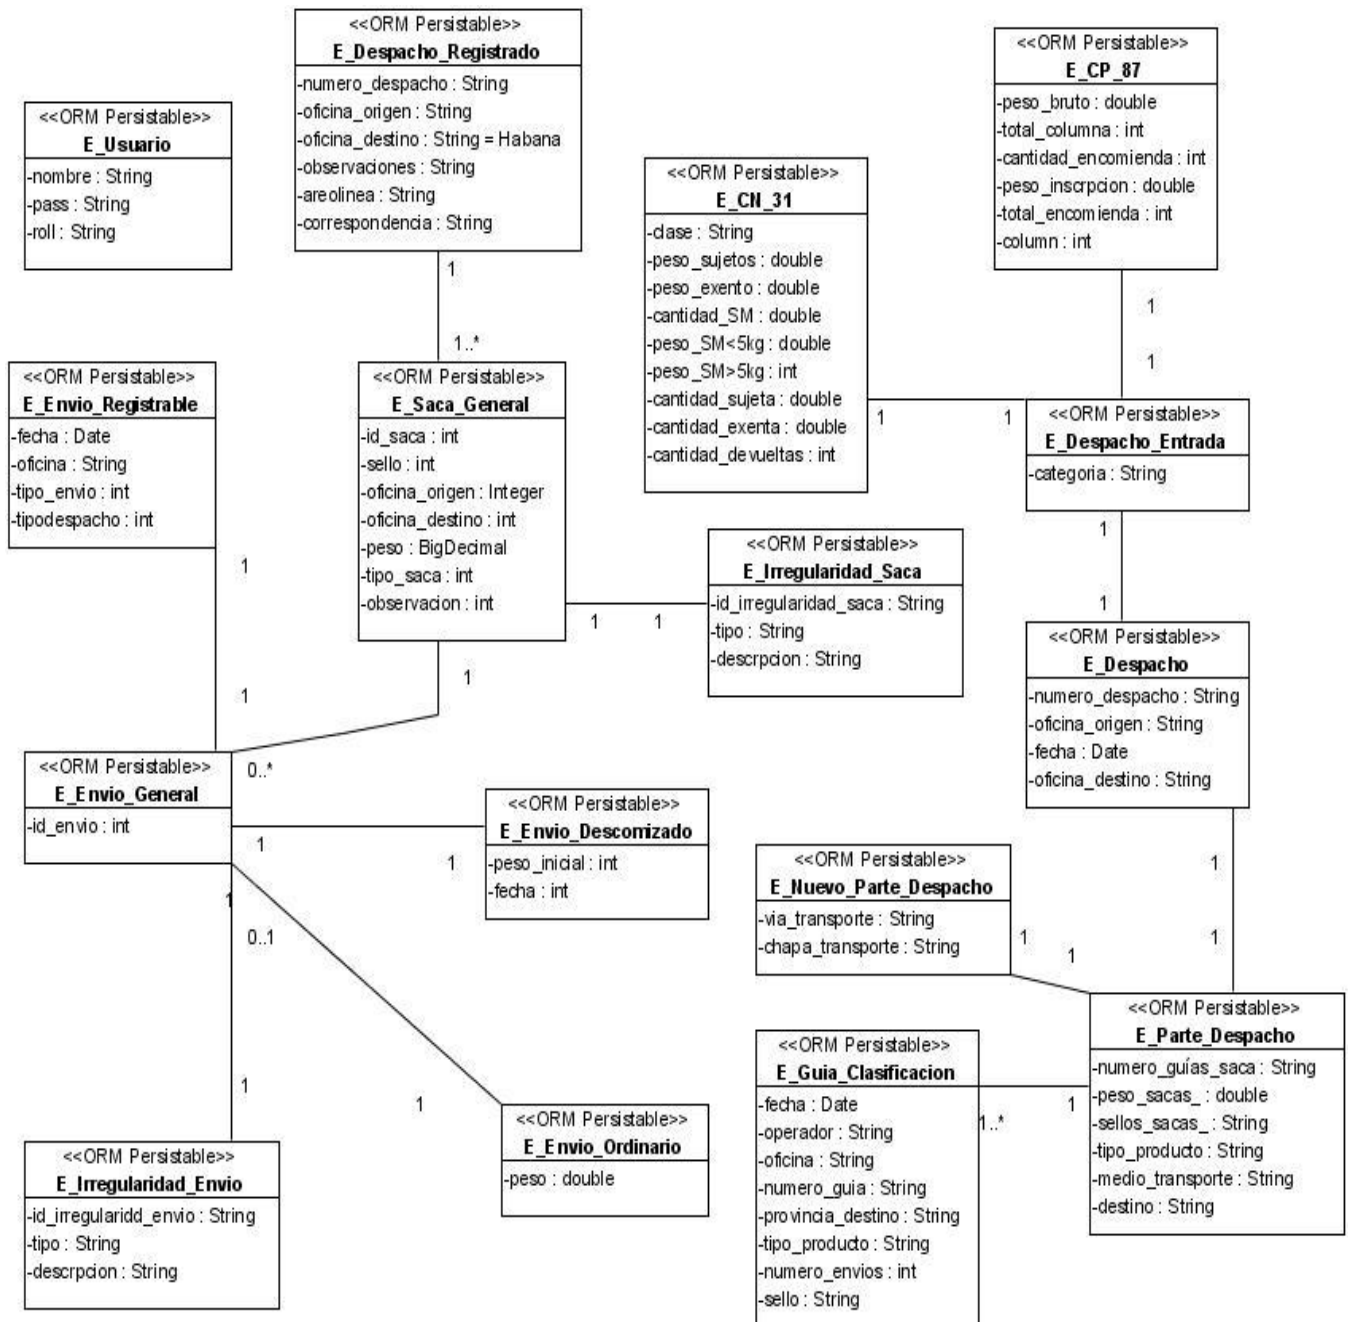 <<ORM Persistable>>
E_Despacho_Registrado
-numero_despacho : String
-oficina_origen : String
-oficina_destino : String = Habana
-observaciones : String
-areolinea : String
-correspondencia : String
<<ORM Persistable>>
E_CP_87
-peso_bruto : double
-total_columna : int
-cantidad_encomienda : int
-peso_inscrpcion : double
-total_encomienda : int
-column : int
<<ORM Persistable>>
E_Usuario
-nombre : String
-pass : String
-roll : String
<<ORM Persistable>>
E_CN_31
-clase : String
-peso_sujetos : double
-peso_exento : double
-cantidad_SM : double
-peso_SM<5kg : double
-peso_SM>5kg : int
-cantidad_sujeta : double
-cantidad_exenta : double
-cantidad_devueltas : int
1
1..*
1
1
1
1
<<ORM Persistable>>
E_Envio_Registrable
-fecha : Date
-oficina : String
-tipo_envio : int
-tipodespacho : int
<<ORM Persistable>>
E_Saca_General
-id_saca : int
-sello : int
-oficina_origen : Integer
-oficina_destino : int
-peso : BigDecimal
-tipo_saca : int
-observacion : int
<<ORM Persistable>>
E_Despacho_Entrada
-categoria : String
1
1
<<ORM Persistable>>
E_Irregularidad_Saca
-id_irregularidad_saca : String
-tipo : String
-descrpcion : String
1
1
1
1
1
0..*
<<ORM Persistable>>
E_Despacho
-numero_despacho : String
-oficina_origen : String
-fecha : Date
-oficina_destino : String
<<ORM Persistable>>
E_Envio_General
-id_envio : int
<<ORM Persistable>>
E_Envio_Descomizado
-peso_inicial : int
-fecha : int
1
1
1
0..1
1
1
1
1
<<ORM Persistable>>
E_Nuevo_Parte_Despacho
-via_transporte : String
-chapa_transporte : String
1
1
<<ORM Persistable>>
E_Parte_Despacho
-numero_guías_saca : String
-peso_sacas_ : double
-sellos_sacas_ : String
-tipo_producto : String
-medio_transporte : String
-destino : String
<<ORM Persistable>>
E_Guia_Clasificacion
-fecha : Date
-operador : String
-oficina : String
-numero_guia : String
-provincia_destino : String
-tipo_producto : String
-numero_envios : int
-sello : String
1..*
1
<<ORM Persistable>>
E_Envio_Ordinario
-peso : double
<<ORM Persistable>>
E_Irregularidad_Envio
-id_irregularidd_envio : String
-tipo : String
-descrpcion : String